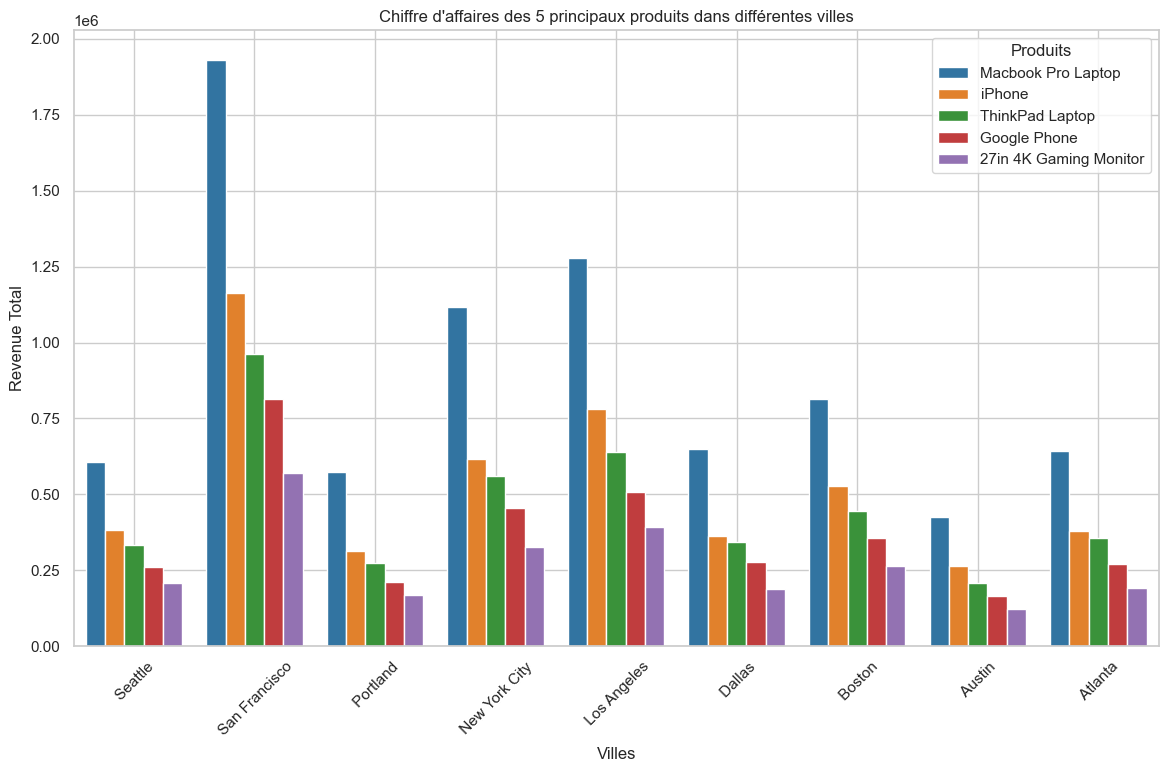 Chiffre d'affaires des 5 principaux produits dans différentes villes
1e6
2.00
1.75
1.50
1.25
1.00
0.75
0.50
0.25
0.00
Revenue Total
Produits
Macbook Pro Laptop
iPhone
ThinkPad Laptop
Google Phone
27in 4K Gaming Monitor
Seattle
San Francisco
Portland
New York City
Los Angeles
Dallas
Boston
Austin
Atlanta
Villes